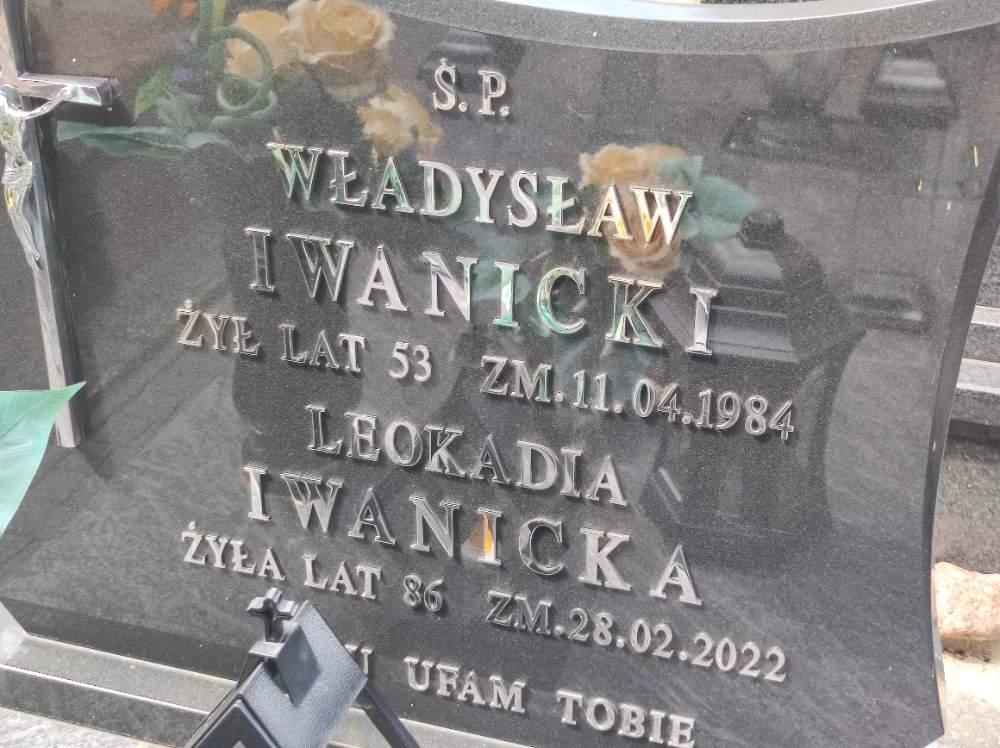 Ś.P.
WŁADYSŁAW
IWANICKI
ŻYŁ LAT 53 ZM.11.04.1984
LEOKADIA
IWANICKA
ŻYŁA LAT 86 ZM.28.02.2022
UFAM TOBIE